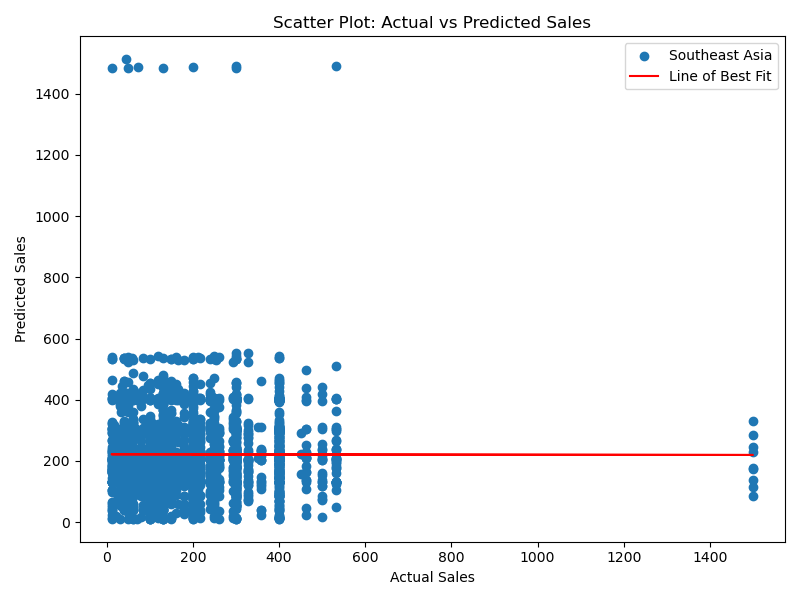 Scatter Plot: Actual vs Predicted Sales
Southeast Asia
Line of Best Fit
Predicted Sales
1400
1200
1000
800
600
400
200
0
0 200 400 600 800 1000 1200 1400
Actual Sales